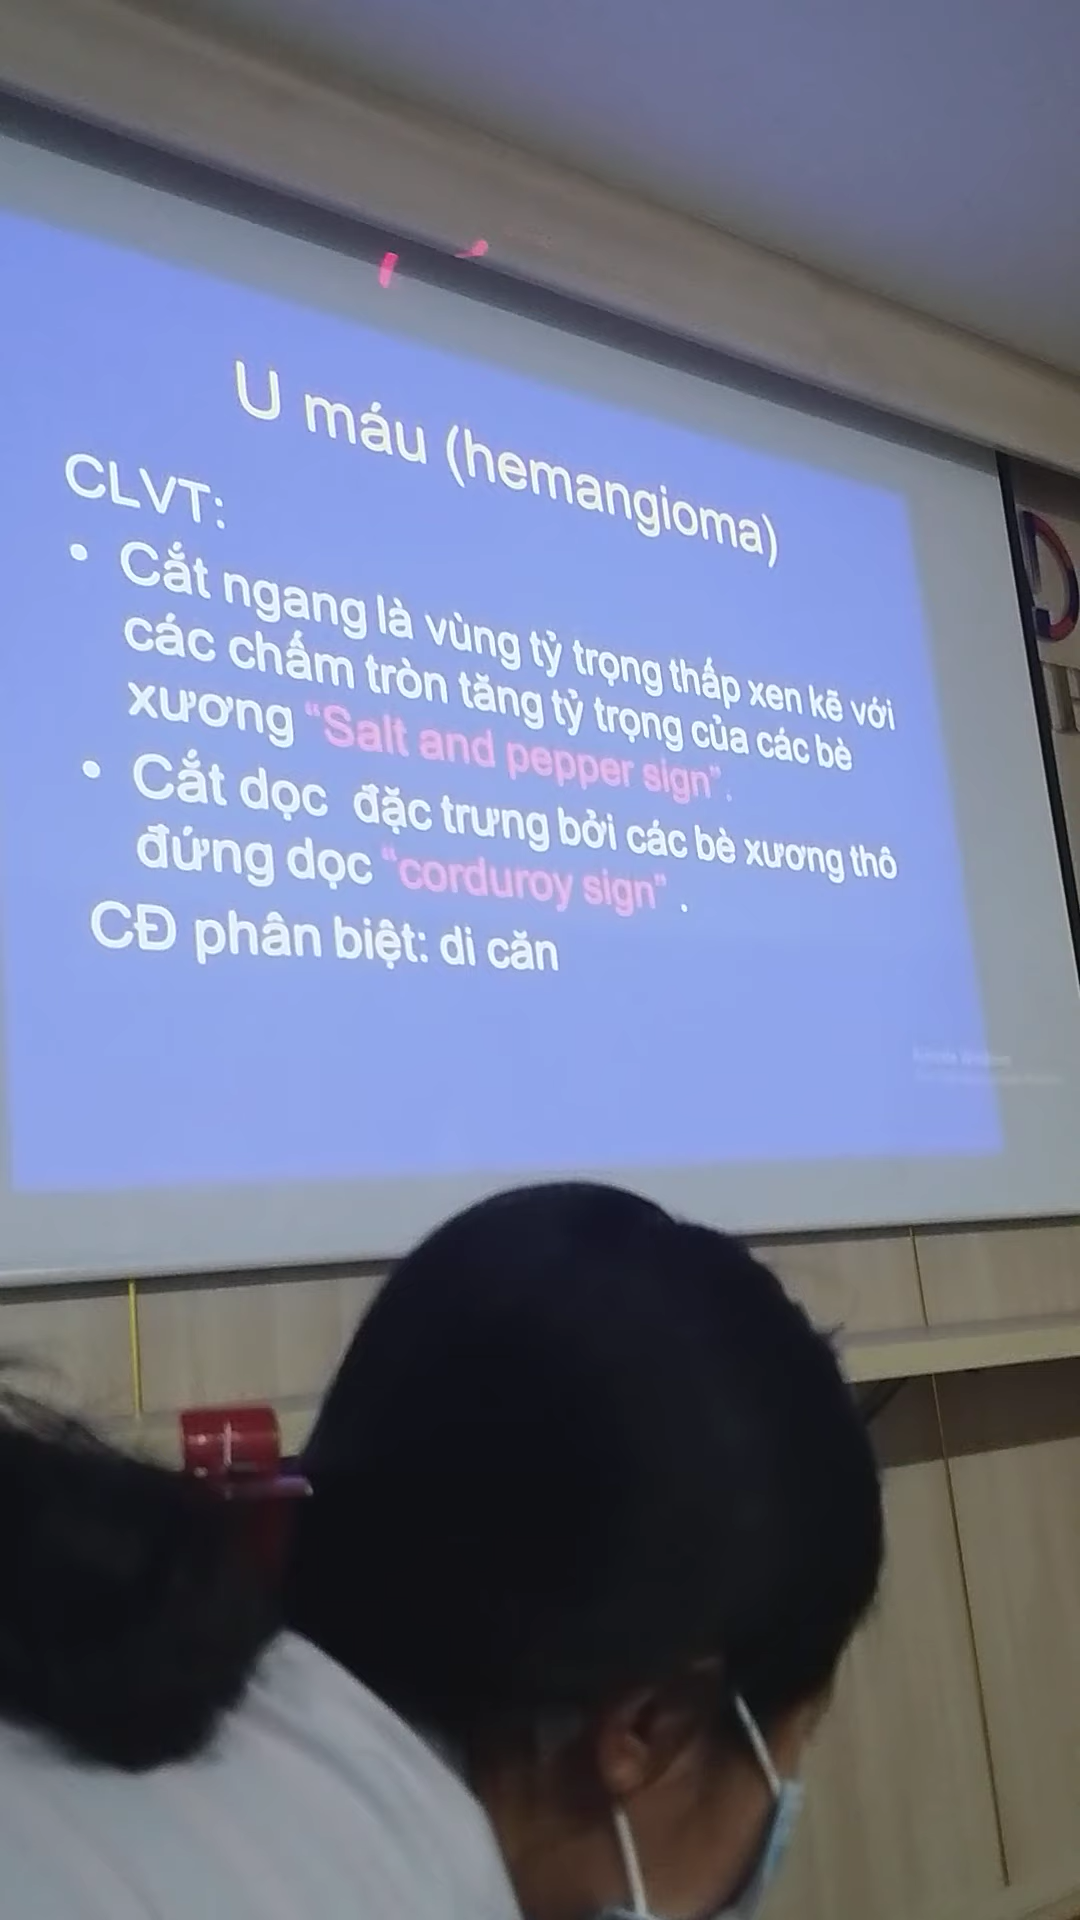 U máu (hemangioma)
CLVT:
• Cắt ngang là vùng tỷ trọng thấp xen kẽ với
các chấm tròn tăng tỷ trọng của các bè
xương “Salt and pepper sign”.
• Cắt dọc đặc trưng bởi các bè xương thô
đứng dọc “corduroy sign” .
CĐ phân biệt: di căn